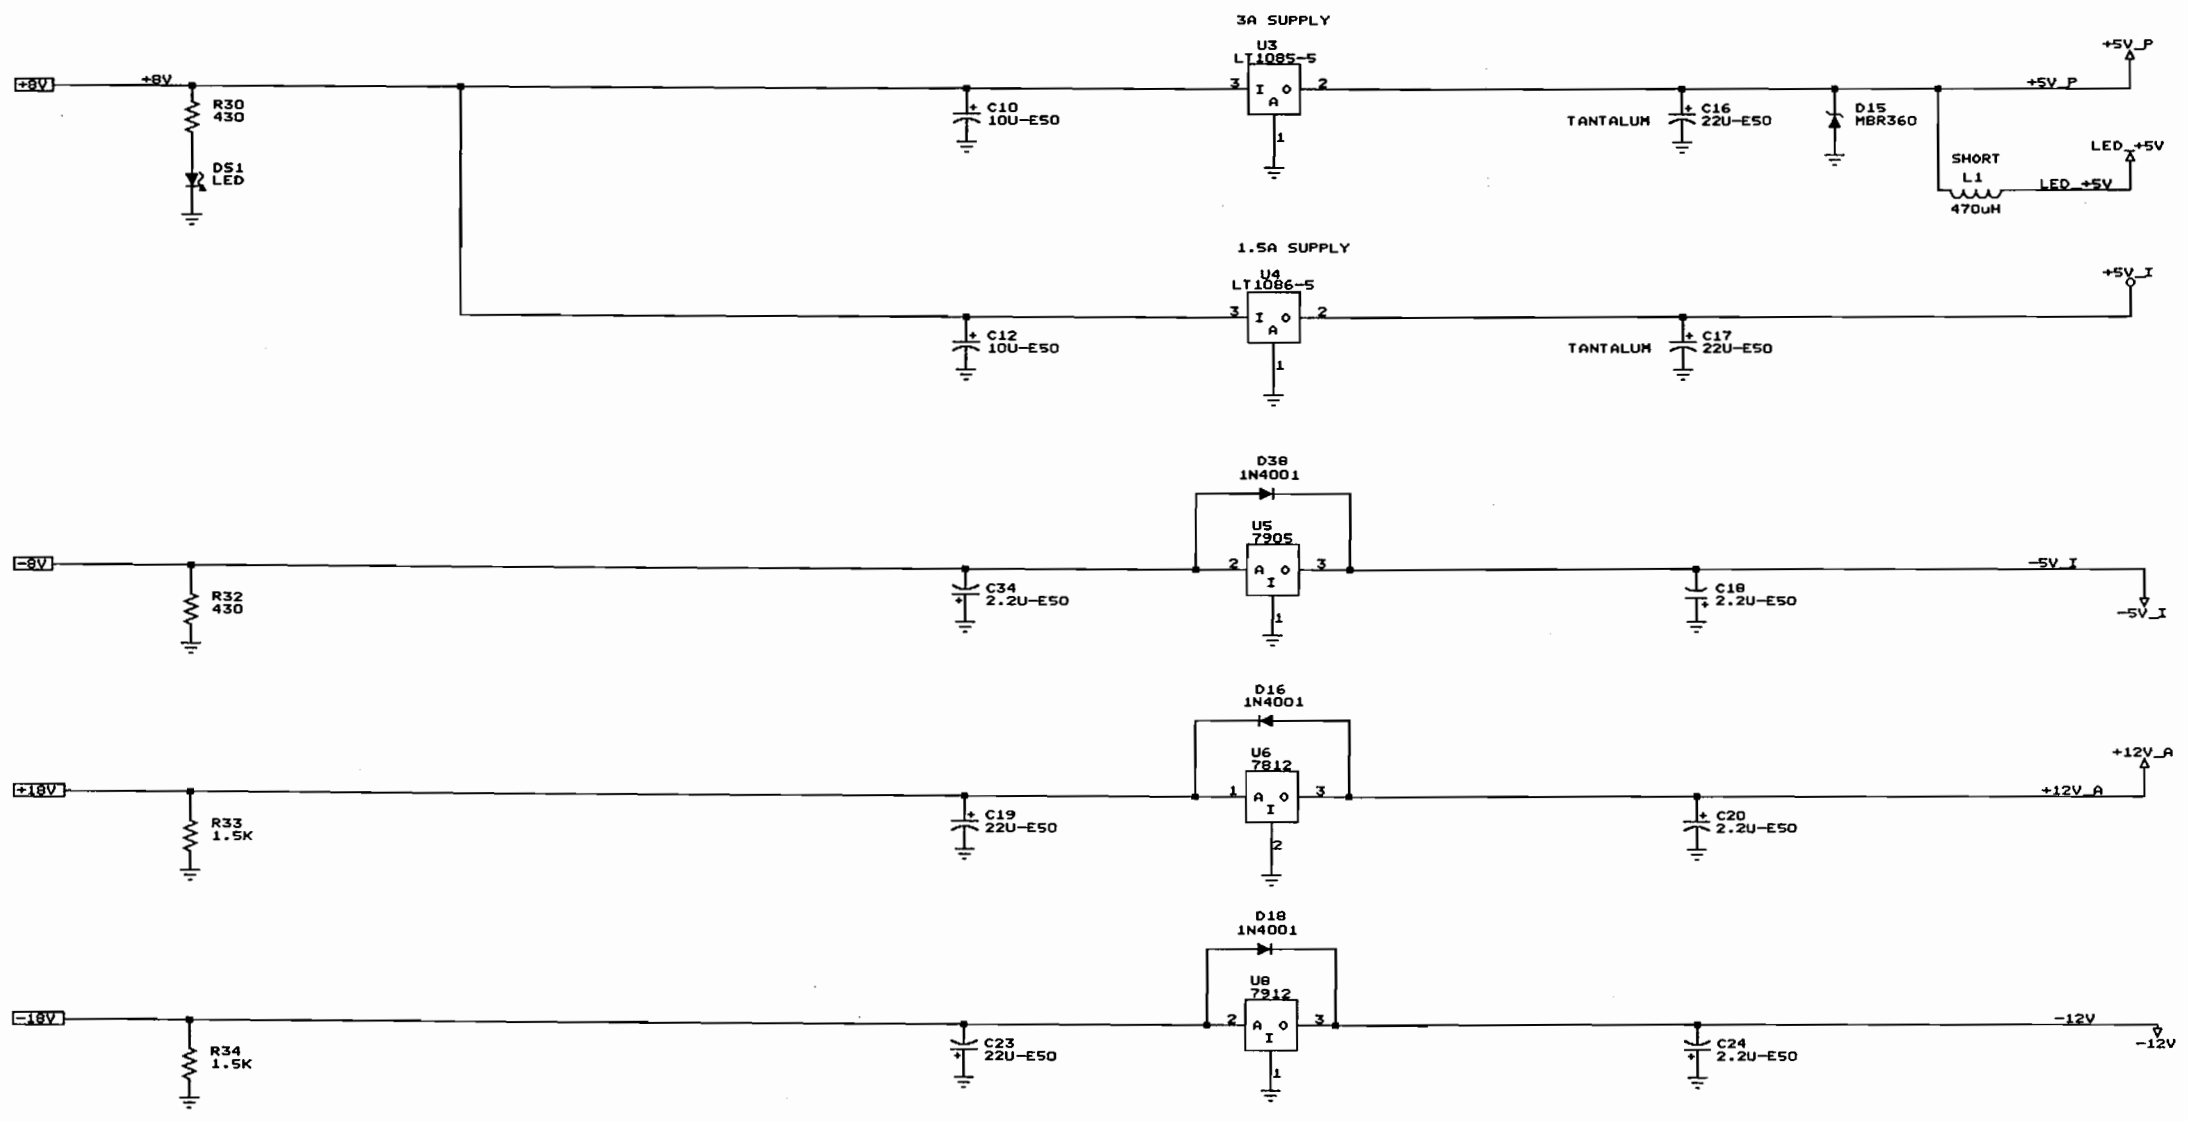 3A SUPPLY
U3
LT1085-5
+8V
+8V
R30
430
DS1
LED
C10
10U-E50
3
I
O
A
2
1
TANTALUM
C16
22U-E50
D15
MBR360
+5V_P
+5V_P
SHORT
L1
470uH
LED_+5V
LED_+5V
1.5A SUPPLY
U4
LT1086-5
C12
10U-E50
3
I
O
A
2
1
TANTALUM
C17
22U-E50
+5V_I
D38
1N4001
U5
7905
-8V
R32
430
C34
2.2U-E50
2
A
O
I
3
1
C18
2.2U-E50
-5V_I
-5V_I
D16
1N4001
U6
7812
+18V
R33
1.5K
C19
22U-E50
1
A
O
I
3
2
C20
2.2U-E50
+12V_A
+12V_A
D18
1N4001
U8
7912
-18V
R34
1.5K
C23
22U-E50
2
A
O
I
3
1
C24
2.2U-E50
-12V
-12V